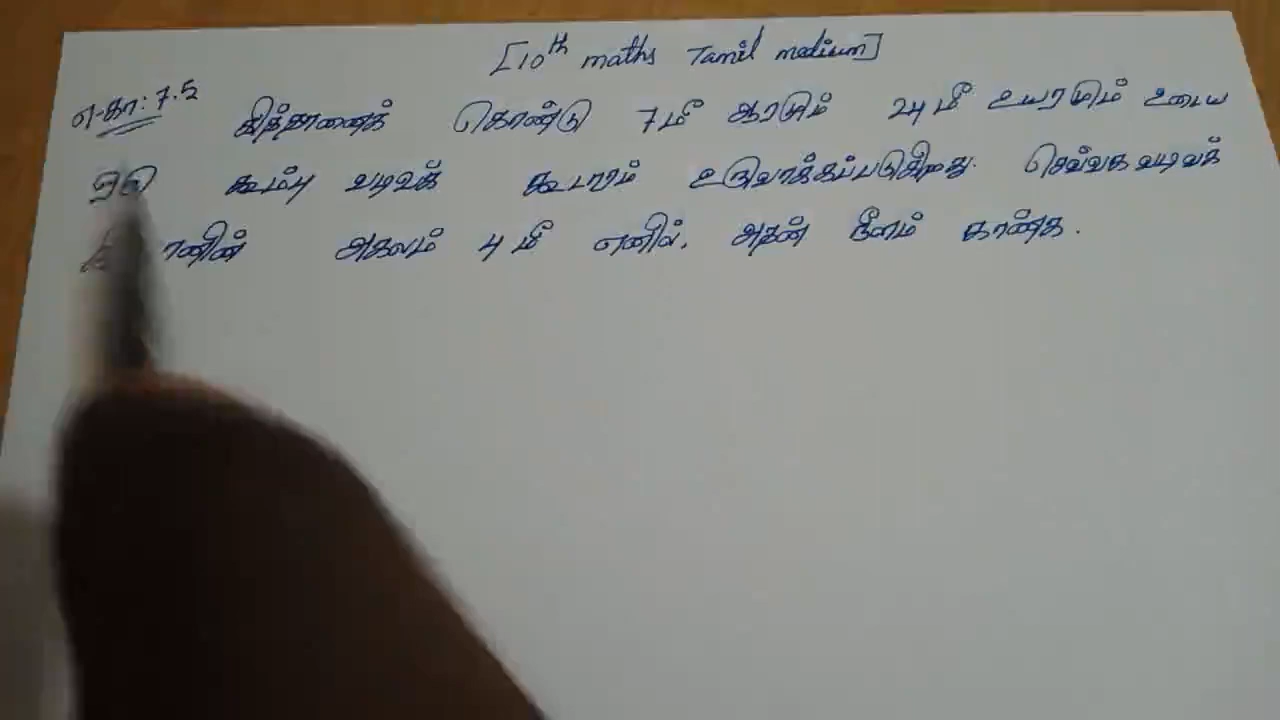 [10th maths Tamil medium]
எ.கா: 7.5 கித்தானைக் கொண்டு 7மீ ஆரமும் 24 மீ உயரமும் உடைய
ஒரு கூம்பு வடிவக் கூடாரம் உருவாக்கப்படுகிறது. செவ்வக வடிவக்
அகலம் 4 மீ எனில், அதன் நீளம் காண்க.